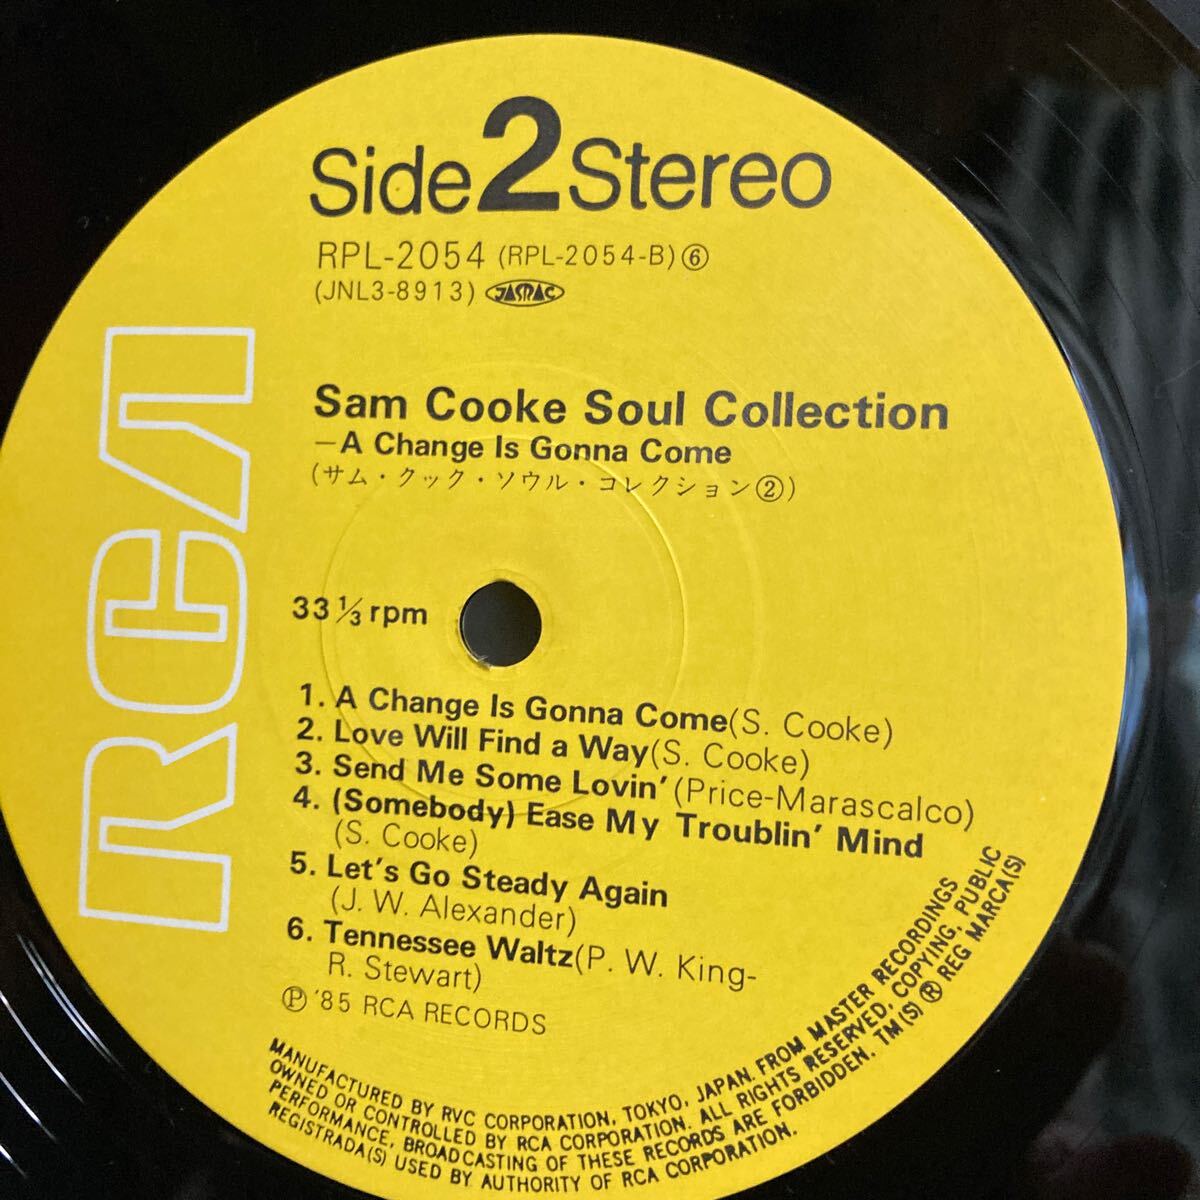 Side 2 Stereo
RPL-2054 (RPL-2054-B)⑥
(JNL3-8913) JASRAC
RCA
Sam Cooke Soul Collection
—A Change Is Gonna Come
(サム・クック・ソウル・コレクション②)
33 ⅓ rpm
1. A Change Is Gonna Come(S. Cooke)
2. Love Will Find a Way(S. Cooke)
3. Send Me Some Lovin' (Price-Marascalco)
4. (Somebody) Ease My Troublin' Mind
(S. Cooke)
5. Let's Go Steady Again
(J. W. Alexander)
6. Tennessee Waltz(P. W. King-
R. Stewart)
Ⓟ '85 RCA RECORDS
MANUFACTURED BY RVC CORPORATION, TOKYO, JAPAN. FROM MASTER RECORDINGS
OWNED OR CONTROLLED BY RCA CORPORATION. ALL RIGHTS RESERVED, COPYING, PUBLIC
PERFORMANCE, BROADCASTING OF THESE RECORDS ARE FORBIDDEN. TM(S) ® REG MARCA(S)
REGISTRADA(S) USED BY AUTHORITY OF RCA CORPORATION.